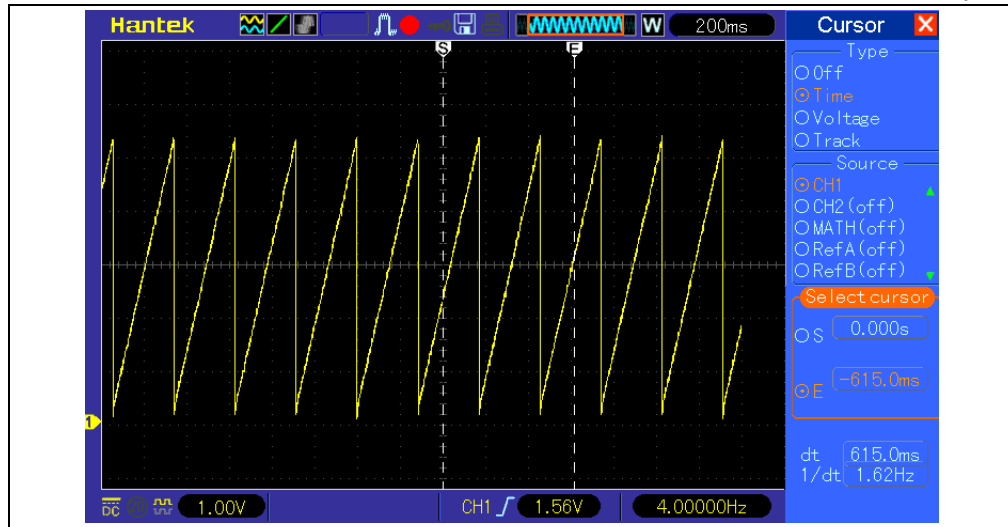 Hantek W 200ms Cursor X
S E
Type
Off
Time
Voltage
Track
Source
CH1
CH2(off)
MATH(off)
RefA(off)
RefB(off)
Select cursor
S 0.000s
E -615.0ms
1
dt 615.0ms
1/dt 1.62Hz
DC 1.00V CH1 1.56V 4.00000Hz